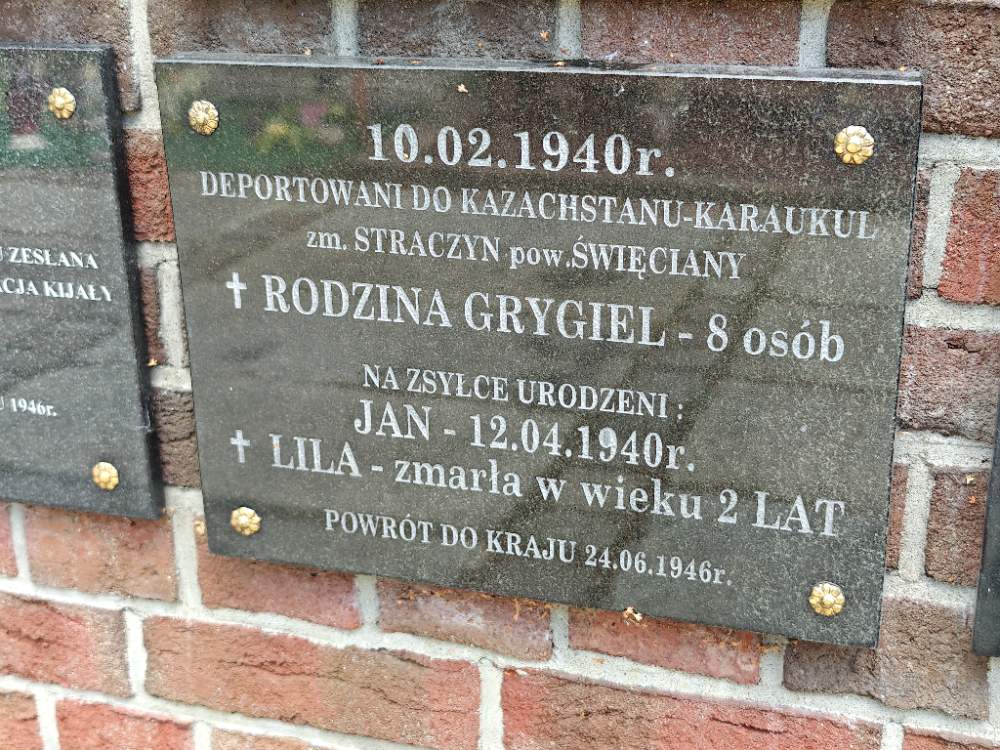 10.02.1940r.
DEPORTOWANI DO KAZACHSTANU-KARAUKUL
zm. STRACZYN pow.ŚWIĘCIANY
† RODZINA GRYGIEL - 8 osób
NA ZSYŁCE URODZENI :
JAN - 12.04.1940r.
† LILA - zmarła w wieku 2 LAT
POWRÓT DO KRAJU 24.06.1946r.
ZESŁANA
ACJA KIJAŁY
U 1946r.